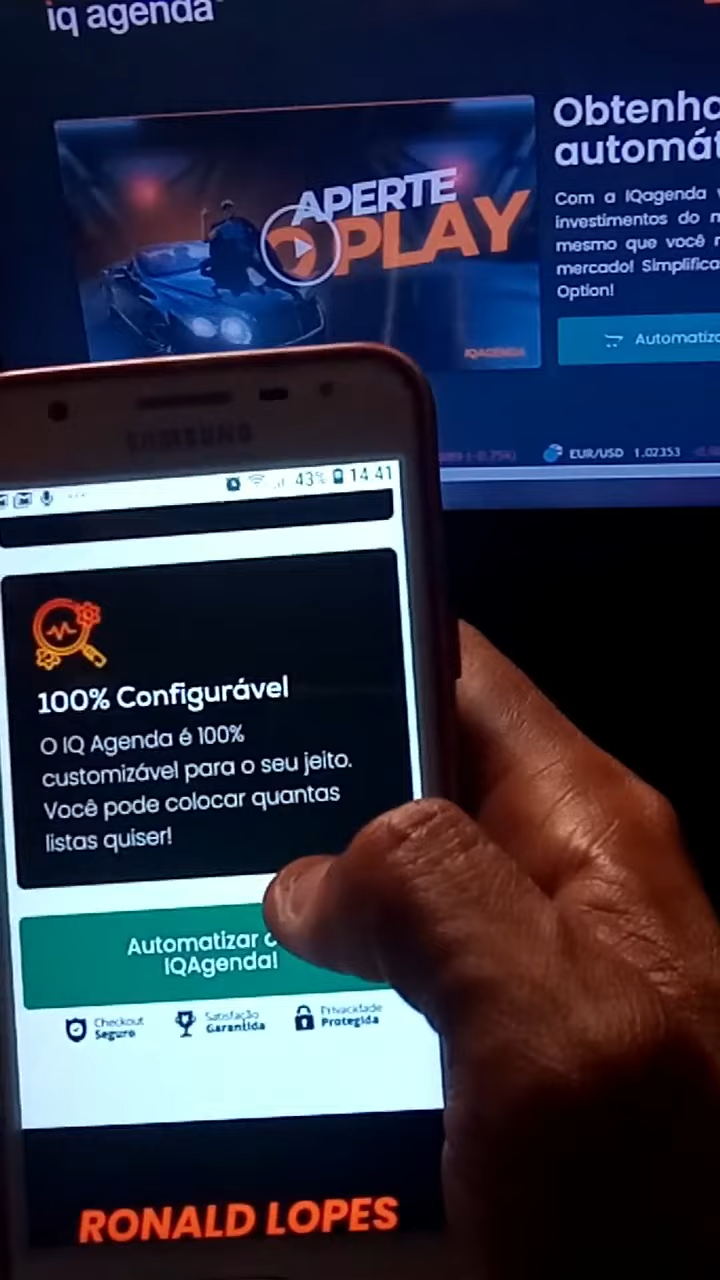 iq agenda
APERTE
O PLAY
IQAGENDA
Obtenha
automát
Com a IQagenda
investimentos do
mesmo que você
mercado! Simplifica
Option!
Automatiz
EUR/USD 1.02353
SAMSUNG
43% 14:41
100% Configurável
O IQ Agenda é 100%
customizável para o seu jeito.
Você pode colocar quantas
listas quiser!
Automatizar
IQAgenda!
Checkout
Seguro
Satisfação
Garantida
Privacidade
Protegida
RONALD LOPES